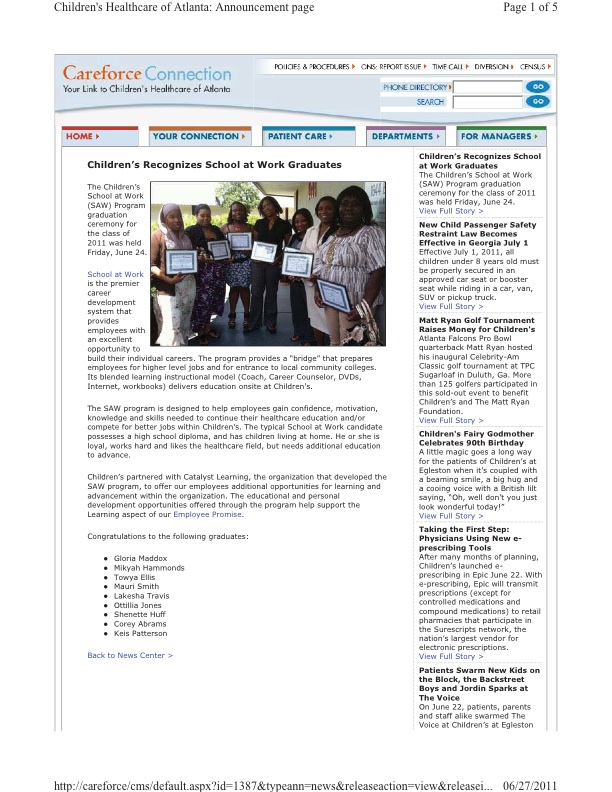 Children's Healthcare of Atlanta: Announcement page
Page 1 of 5
Careforce Connection
Your Link to Children's Healthcare of Atlanta
POLICIES & PROCEDURES
ONS: REPORT ISSUE
TIME CALL
DIVERSION
CENSUS
PHONE DIRECTORY
GO
SEARCH
GO
HOME
YOUR CONNECTION
PATIENT CARE
DEPARTMENTS
FOR MANAGERS
Children's Recognizes School at Work Graduates
The Children's
School at Work
(SAW) Program
graduation
ceremony for
the class of
2011 was held
Friday, June 24.
School at Work
is the premier
career
development
system that
provides
employees with
an excellent
opportunity to
build their individual careers. The program provides a "bridge" that prepares
employees for higher level jobs and for entrance to local community colleges.
Its blended learning instructional model (Coach, Career Counselor, DVDs,
Internet, workbooks) delivers education onsite at Children's.
The SAW program is designed to help employees gain confidence, motivation,
knowledge and skills needed to continue their healthcare education and/or
compete for better jobs within Children's. The typical School at Work candidate
possesses a high school diploma, and has children living at home. He or she is
loyal, works hard and likes the healthcare field, but needs additional education
to advance.
Children's partnered with Catalyst Learning, the organization that developed the
SAW program, to offer our employees additional opportunities for learning and
advancement within the organization. The educational and personal
development opportunities offered through the program help support the
Learning aspect of our Employee Promise.
Congratulations to the following graduates:
● Gloria Maddox
● Mikyah Hammonds
● Towya Ellis
● Mauri Smith
● Lakesha Travis
● Ottillia Jones
● Shenette Huff
● Corey Abrams
● Keis Patterson
Back to News Center >
Children's Recognizes School
at Work Graduates
The Children's School at Work
(SAW) Program graduation
ceremony for the class of 2011
was held Friday, June 24.
View Full Story >
New Child Passenger Safety
Restraint Law Becomes
Effective in Georgia July 1
Effective July 1, 2011, all
children under 8 years old must
be properly secured in an
approved car seat or booster
seat while riding in a car, van,
SUV or pickup truck.
View Full Story >
Matt Ryan Golf Tournament
Raises Money for Children's
Atlanta Falcons Pro Bowl
quarterback Matt Ryan hosted
his inaugural Celebrity-Am
Classic golf tournament at TPC
Sugarloaf in Duluth, Ga. More
than 125 golfers participated in
this sold-out event to benefit
Children's and The Matt Ryan
Foundation.
View Full Story >
Children's Fairy Godmother
Celebrates 90th Birthday
A little magic goes a long way
for the patients of Children's at
Egleston when it's coupled with
a beaming smile, a big hug and
a cooing voice with a British lilt
saying, "Oh, well don't you just
look wonderful today!"
View Full Story >
Taking the First Step:
Physicians Using New e-
prescribing Tools
After many months of planning,
Children's launched e-
prescribing in Epic June 22. With
e-prescribing, Epic will transmit
prescriptions (except for
controlled medications and
compound medications) to retail
pharmacies that participate in
the Surescripts network, the
nation's largest vendor for
electronic prescriptions.
View Full Story >
Patients Swarm New Kids on
the Block, the Backstreet
Boys and Jordin Sparks at
The Voice
On June 22, patients, parents
and staff alike swarmed The
Voice at Children's at Egleston
http://careforce/cms/default.aspx?id=1387&typeann=news&releaseaction=view&releasei...
06/27/2011